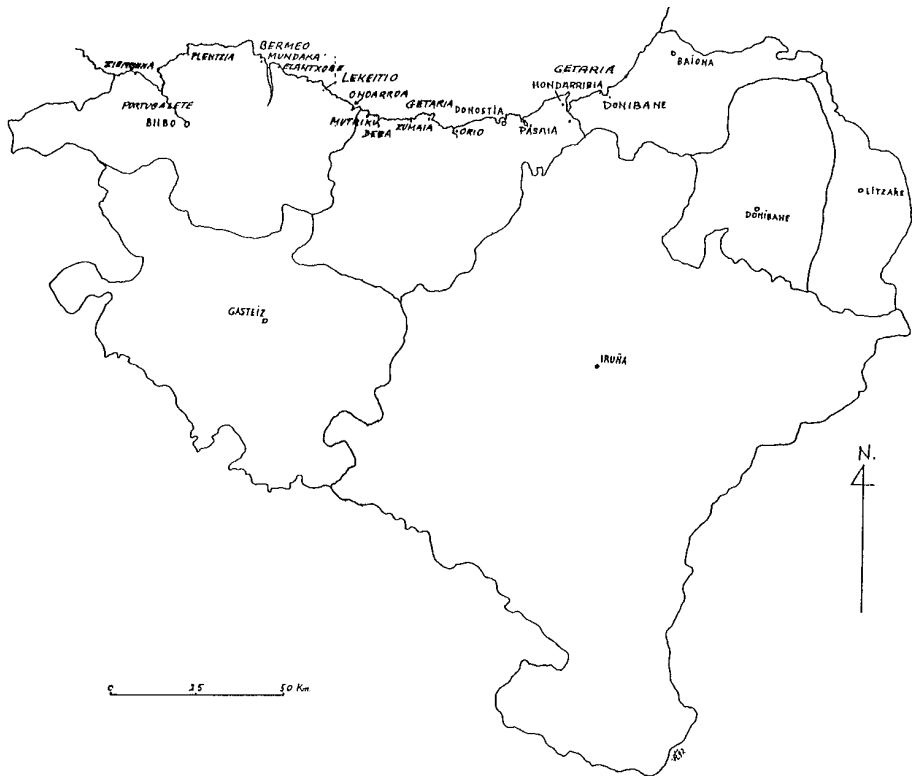 BERMEO
MUNDAKA
ELANTXOBE
PLENTZIA
LEKEITIO
ONDARROA
PORTUGALETE
BILBO
MUTRIKU
DEBA
ZUMAIA
GETARIA
ORIO
DONOSTIA
PASAIA
GETARIA
HONDARRIBIA
DONIBANE
BAIONA
DONIBANE
LITZARE
GASTEIZ
IRUÑA
N.
0 25 50 Km.